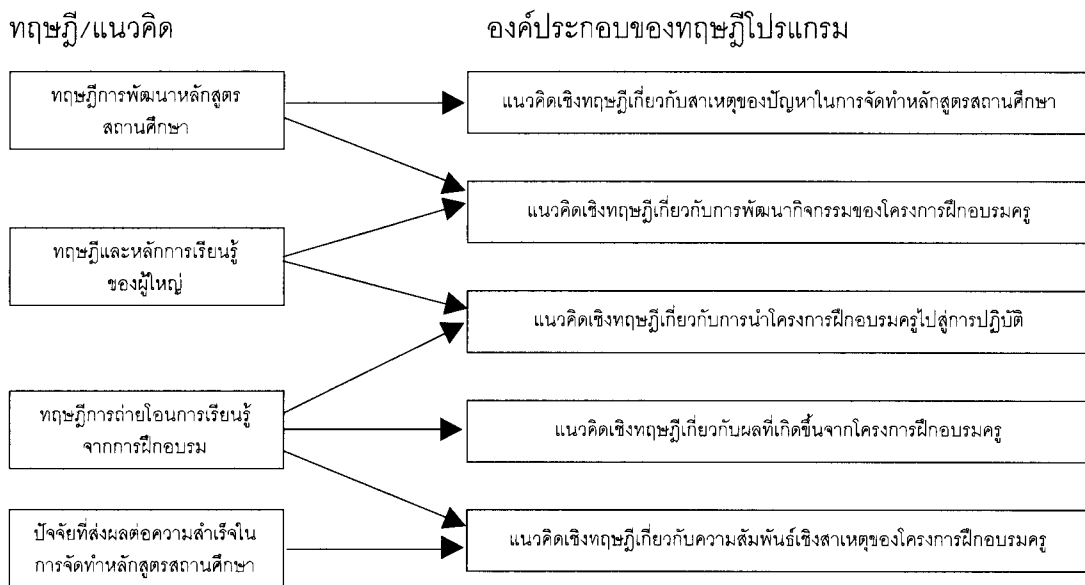 ทฤษฎี/แนวคิด
องค์ประกอบของทฤษฎีโปรแกรม
ทฤษฎีการพัฒนาหลักสูตร
สถานศึกษา
แนวคิดเชิงทฤษฎีเกี่ยวกับสาเหตุของปัญหาในการจัดทำหลักสูตรสถานศึกษา
แนวคิดเชิงทฤษฎีเกี่ยวกับการพัฒนากิจกรรมของโครงการฝึกอบรมครู
ทฤษฎีและหลักการเรียนรู้
ของผู้ใหญ่
แนวคิดเชิงทฤษฎีเกี่ยวกับการนำโครงการฝึกอบรมครูไปสู่การปฏิบัติ
ทฤษฎีการถ่ายโอนการเรียนรู้
จากการฝึกอบรม
แนวคิดเชิงทฤษฎีเกี่ยวกับผลที่เกิดขึ้นจากโครงการฝึกอบรมครู
ปัจจัยที่ส่งผลต่อความสำเร็จใน
การจัดทำหลักสูตรสถานศึกษา
แนวคิดเชิงทฤษฎีเกี่ยวกับความสัมพันธ์เชิงสาเหตุของโครงการฝึกอบรมครู